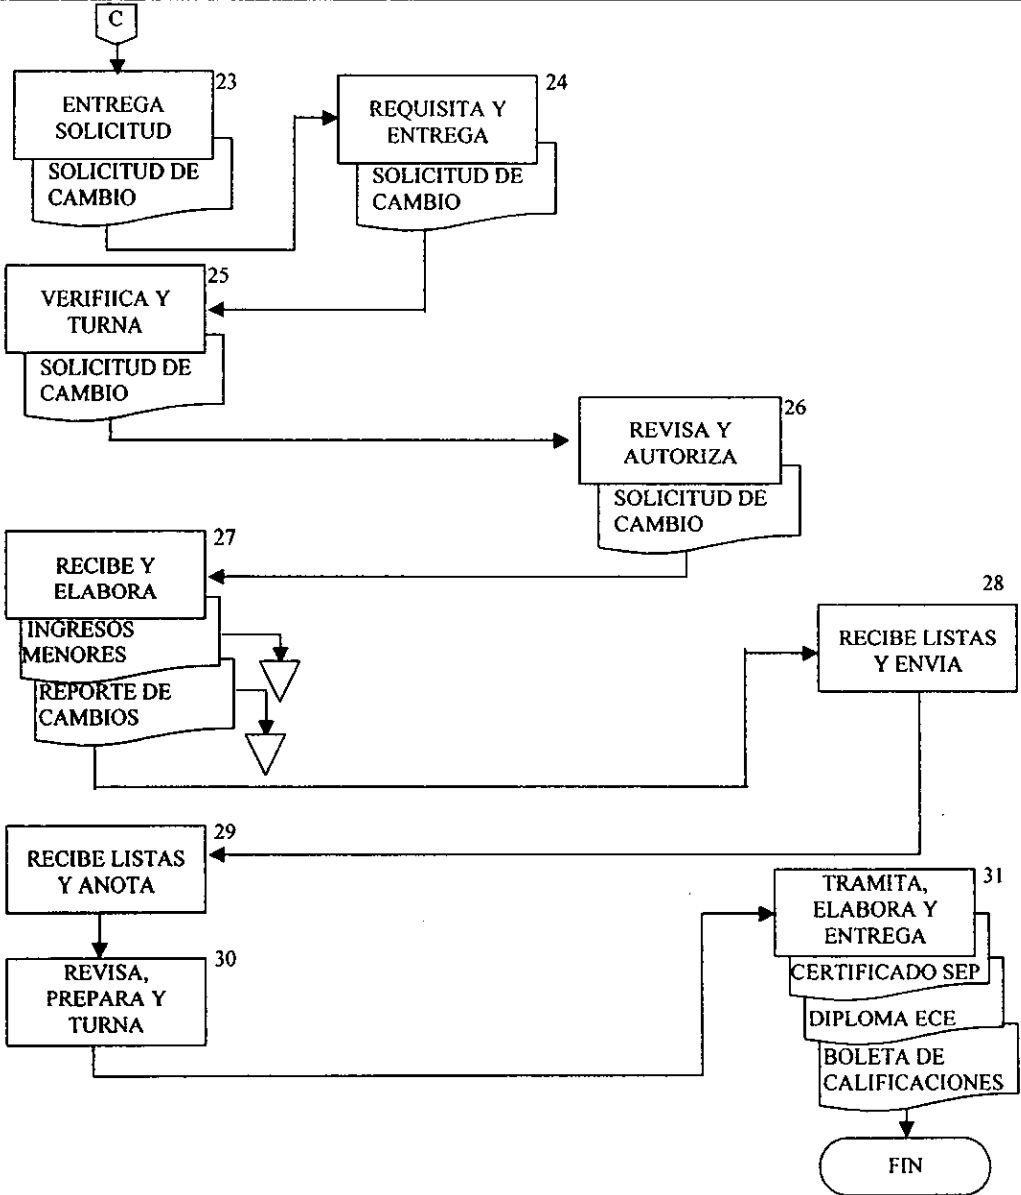 C
23
ENTREGA
SOLICITUD
SOLICITUD DE
CAMBIO
24
REQUISITA Y
ENTREGA
SOLICITUD DE
CAMBIO
25
VERIFIICA Y
TURNA
SOLICITUD DE
CAMBIO
26
REVISA Y
AUTORIZA
SOLICITUD DE
CAMBIO
27
RECIBE Y
ELABORA
INGRESOS
MENORES
REPORTE DE
CAMBIOS
28
RECIBE LISTAS
Y ENVIA
29
RECIBE LISTAS
Y ANOTA
30
REVISA,
PREPARA Y
TURNA
31
TRAMITA,
ELABORA Y
ENTREGA
CERTIFICADO SEP
DIPLOMA ECE
BOLETA DE
CALIFICACIONES
FIN